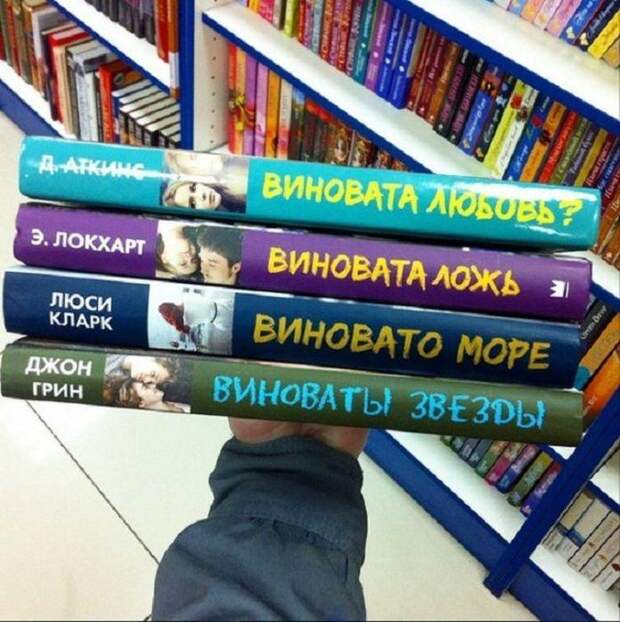 Д. АТКИНС
ВИНОВАТА ЛЮБОВЬ?
Э. ЛОКХАРТ
ВИНОВАТА ЛОЖЬ
ЛЮСИ
КЛАРК
ВИНОВАТО МОРЕ
ДЖОН
ГРИН
ВИНОВАТЫ ЗВЕЗДЫ